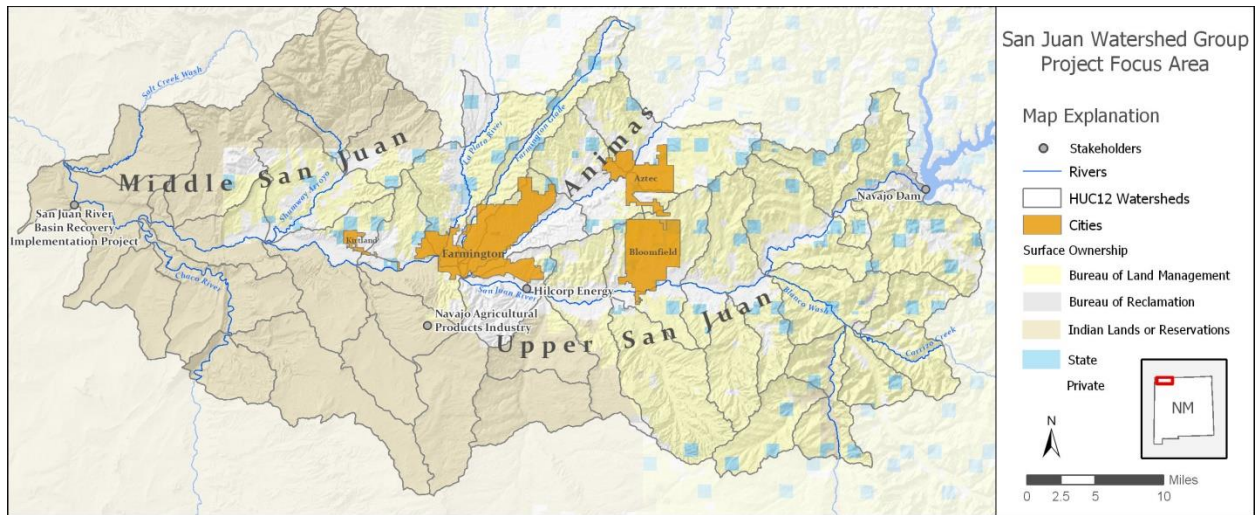 Salt Creek Wash
Middle San Juan
San Juan River
Basin Recovery
Implementation Project
Chaco River
Shumway Arroyo
Kirtland
La Plata River
Farmington Glade
Animas
Aztec
Farmington
Bloomfield
San Juan River
Hilcorp Energy
Navajo Agricultural
Products Industry
Upper San Juan
Navajo Dam
Blanco Wash
Carrizo Creek
San Juan Watershed Group
Project Focus Area
Map Explanation
Stakeholders
Rivers
HUC12 Watersheds
Cities
Surface Ownership
Bureau of Land Management
Bureau of Reclamation
Indian Lands or Reservations
State
Private
NM
N
Miles
0 2.5 5 10